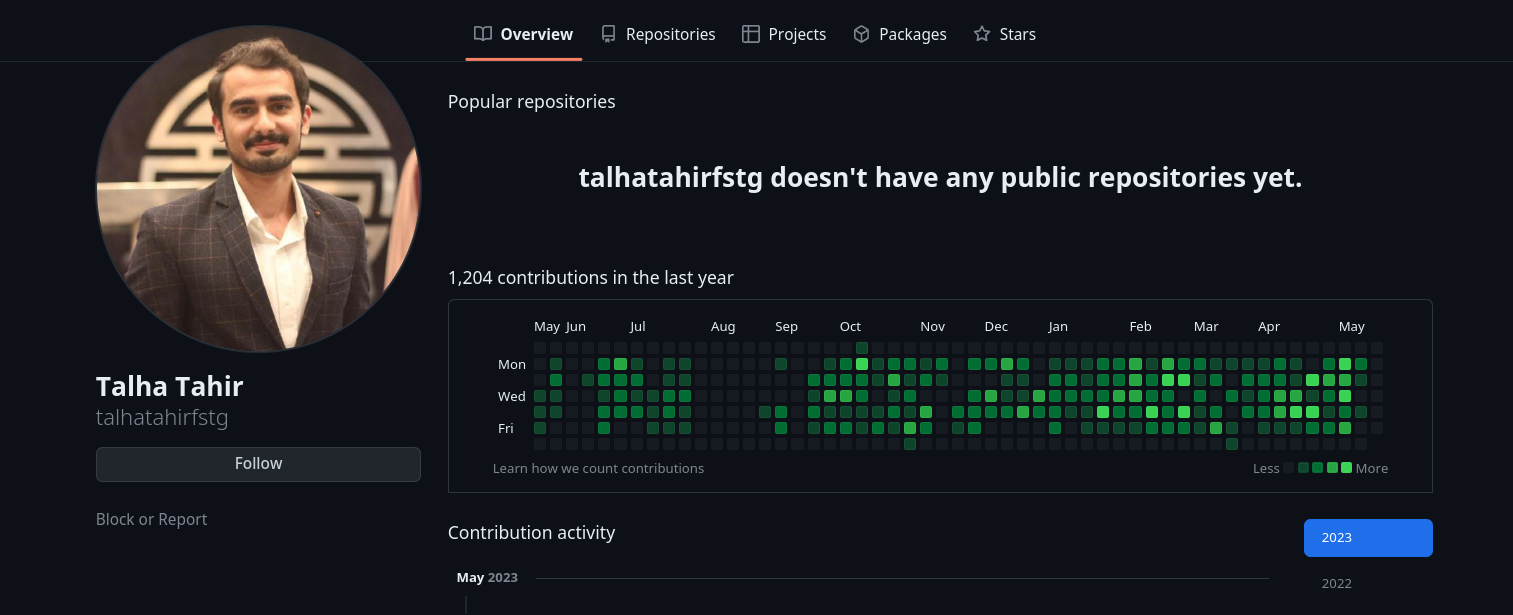 Overview Repositories Projects Packages Stars
Popular repositories
talhatahirfstg doesn't have any public repositories yet.
1,204 contributions in the last year
May Jun Jul Aug Sep Oct Nov Dec Jan Feb Mar Apr May
Mon
Wed
Fri
Learn how we count contributions
Less More
Talha Tahir
talhatahirfstg
Follow
Block or Report
Contribution activity
2023
May 2023
2022